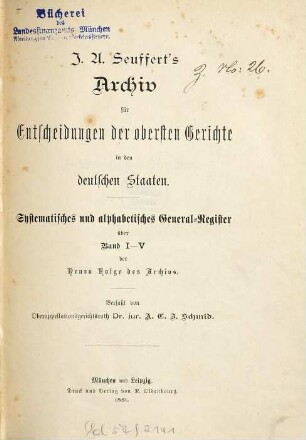 Bücherei
des
Landesfinanzamts München
J. A. Seuffert's
Archiv
für
Entscheidungen der obersten Gerichte
in den
deutschen Staaten.
Systematisches und alphabetisches General-Register
über
Band I—V
der
Neuen Folge des Archivs.
Verfaßt von
Oberappellationsgerichtsrath Dr. jur. A. C. J. Schmid.
München und Leipzig.
Druck und Verlag von R. Oldenbourg.